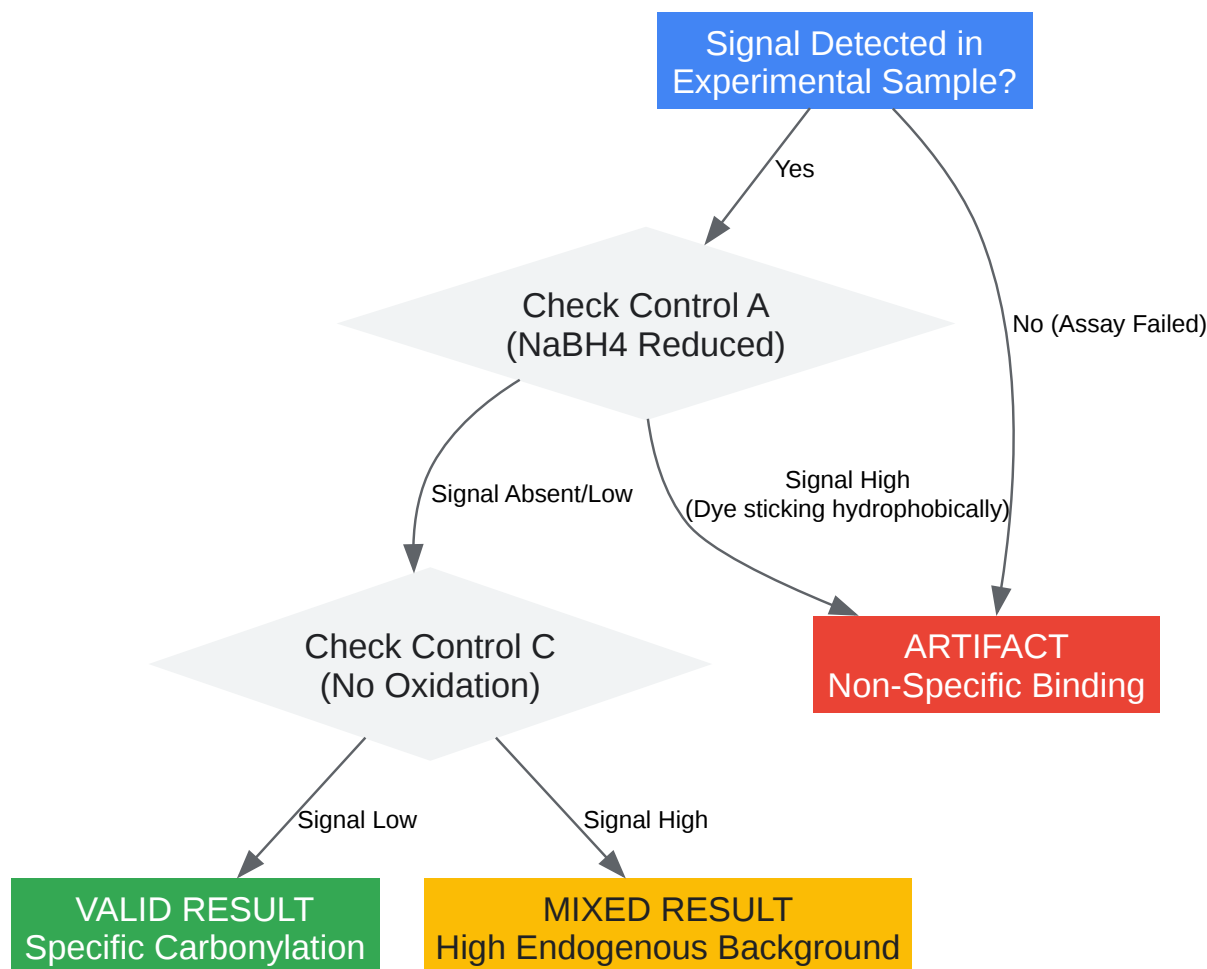 Signal Detected in
Experimental Sample?
Yes
Check Control A
(NaBH4 Reduced)
No (Assay Failed)
Signal Absent/Low
Signal High
(Dye sticking hydrophobically)
Check Control C
(No Oxidation)
ARTIFACT
Non-Specific Binding
Signal Low
Signal High
VALID RESULT
Specific Carbonylation
MIXED RESULT
High Endogenous Background